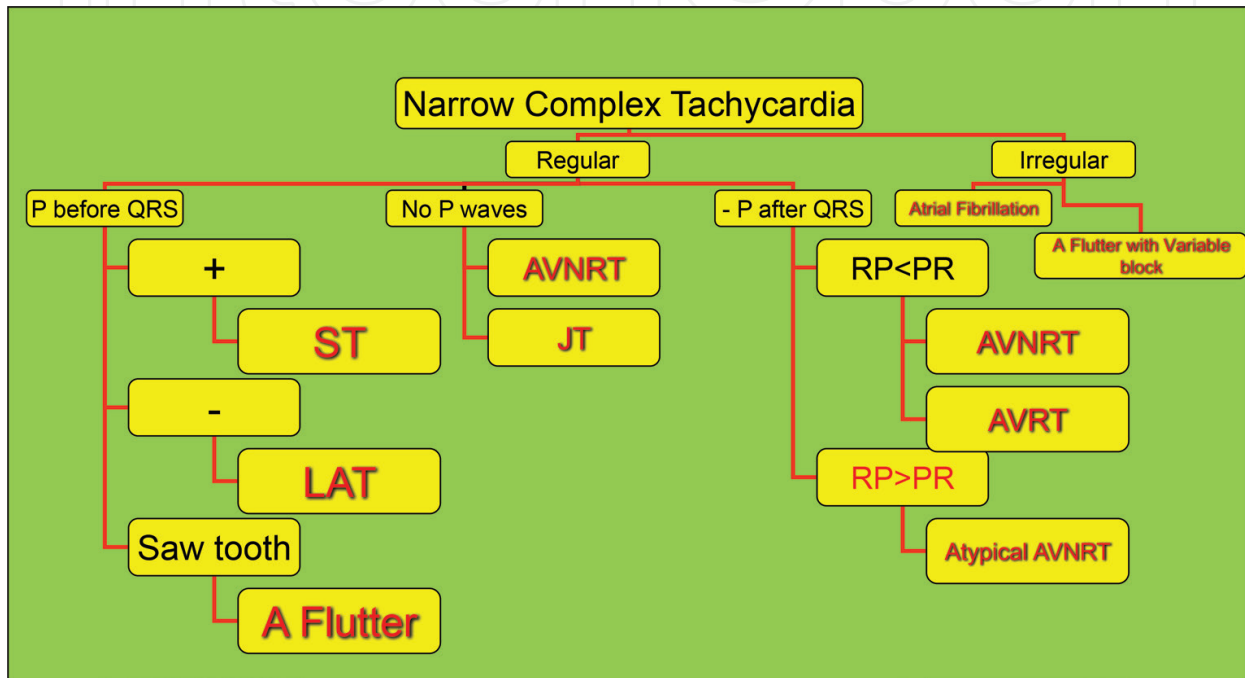 Narrow Complex Tachycardia
Regular
Irregular
P before QRS
No P waves
- P after QRS
Atrial Fibrillation
A Flutter with Variable
block
+
ST
-
LAT
Saw tooth
A Flutter
AVNRT
JT
RP<PR
AVNRT
AVRT
RP>PR
Atypical AVNRT